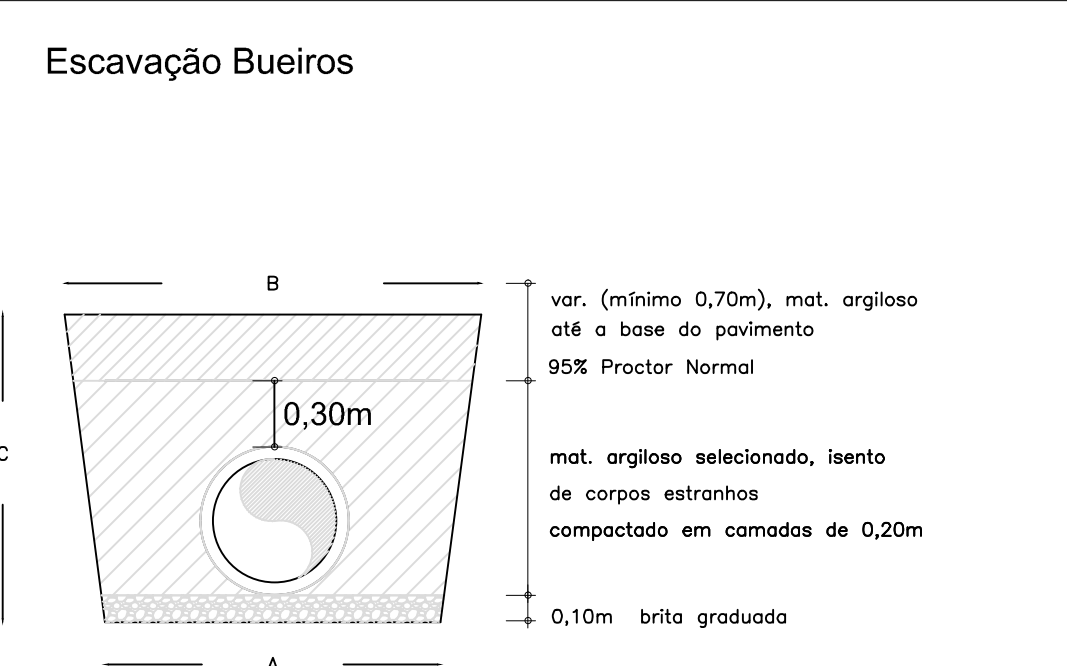 Escavação Bueiros
B
var. (mínimo 0,70m), mat. argiloso
até a base do pavimento
95% Proctor Normal
0,30m
C
mat. argiloso selecionado, isento
de corpos estranhos
compactado em camadas de 0,20m
0,10m brita graduada
A